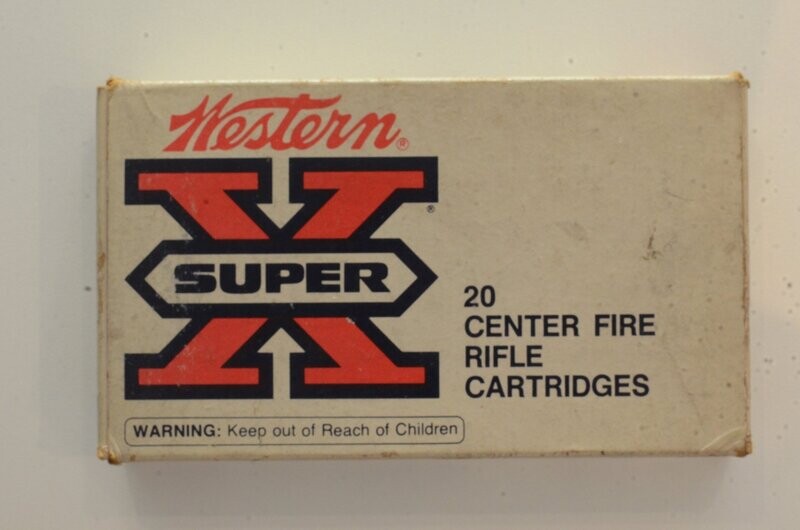 Western®
SUPER X®
20
CENTER FIRE
RIFLE
CARTRIDGES
WARNING: Keep out of Reach of Children